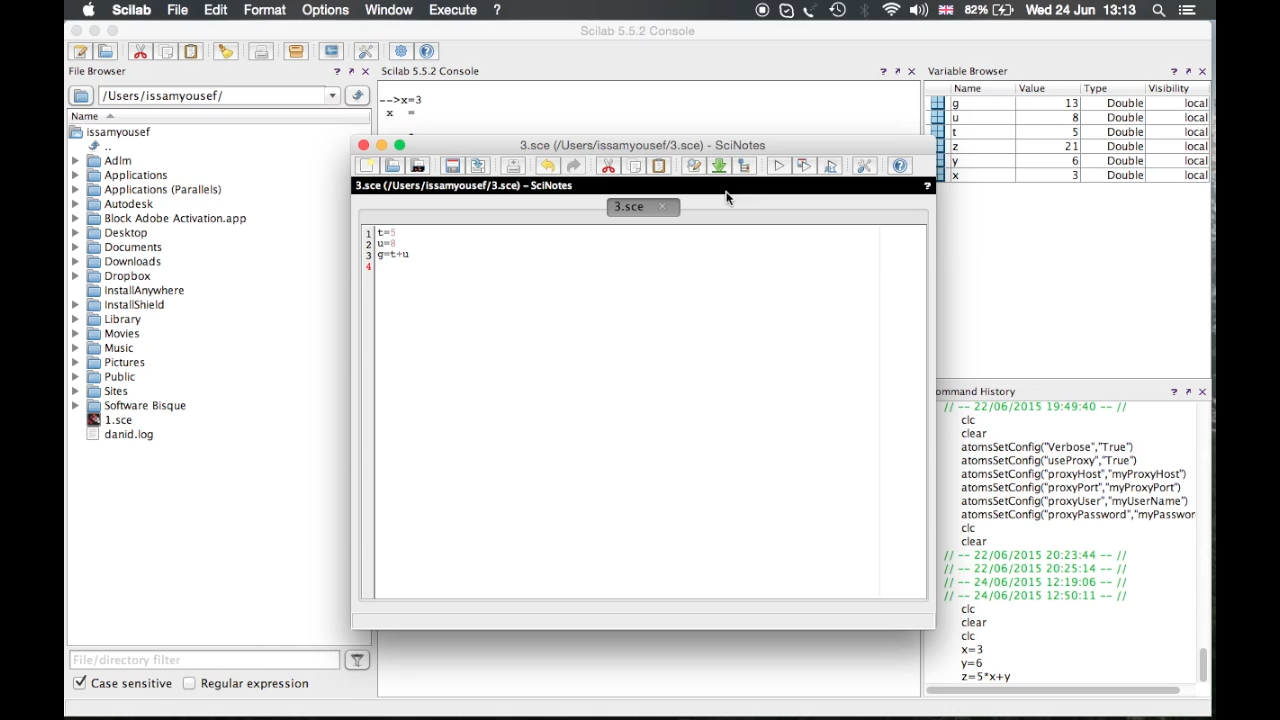 Scilab File Edit Format Options Window Execute ? 82% Wed 24 Jun 13:13
Scilab 5.5.2 Console
File Browser ? Scilab 5.5.2 Console ? Variable Browser ?
/Users/issamyousef/
Name
issamyousef
..
Adlm
Applications
Applications (Parallels)
Autodesk
Block Adobe Activation.app
Desktop
Documents
Downloads
Dropbox
InstallAnywhere
InstallShield
Library
Movies
Music
Pictures
Public
Sites
Software Bisque
1.sce
danid.log
File/directory filter
Case sensitive Regular expression
-->x=3
x =
3.sce (/Users/issamyousef/3.sce) - SciNotes
3.sce (/Users/issamyousef/3.sce) - SciNotes ?
3.sce
1 t=5
2 u=8
3 g=t+u
4
Name Value Type Visibility
g 13 Double local
u 8 Double local
t 5 Double local
z 21 Double local
y 6 Double local
x 3 Double local
ommand History ?
// -- 22/06/2015 19:49:40 -- //
clc
clear
atomsSetConfig("Verbose","True")
atomsSetConfig("useProxy","True")
atomsSetConfig("proxyHost","myProxyHost")
atomsSetConfig("proxyPort","myProxyPort")
atomsSetConfig("proxyUser","myUserName")
atomsSetConfig("proxyPassword","myPasswor
clc
clear
// -- 22/06/2015 20:23:44 -- //
// -- 22/06/2015 20:25:14 -- //
// -- 24/06/2015 12:19:06 -- //
// -- 24/06/2015 12:50:11 -- //
clc
clear
clc
x=3
y=6
z=5*x+y